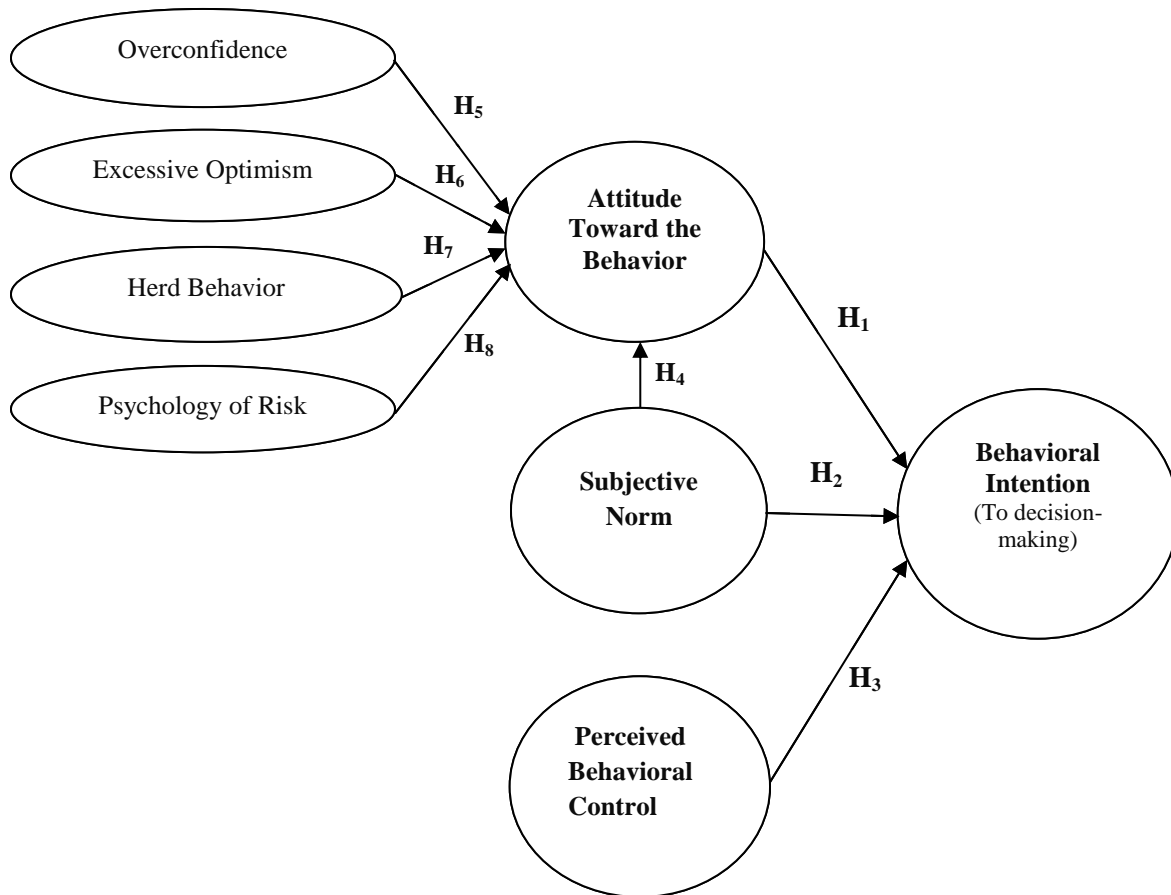 Overconfidence
H5
Excessive Optimism
H6
Attitude
Toward the
Behavior
H7
Herd Behavior
H1
H8
H4
Psychology of Risk
Behavioral
Intention
(To decision-
making)
H2
Subjective
Norm
H3
Perceived
Behavioral
Control